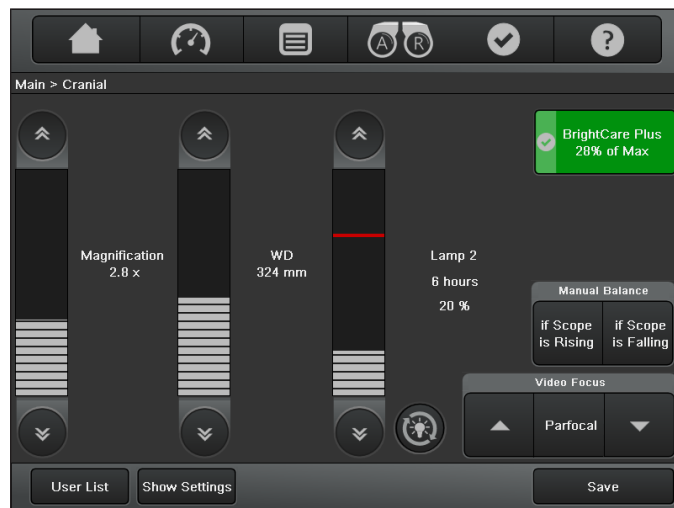 A R
?
Main > Cranial
BrightCare Plus
28% of Max
Magnification
2.8 x
WD
324 mm
Lamp 2
6 hours
20 %
Manual Balance
if Scope
is Rising
if Scope
is Falling
Video Focus
Parfocal
User List
Show Settings
Save